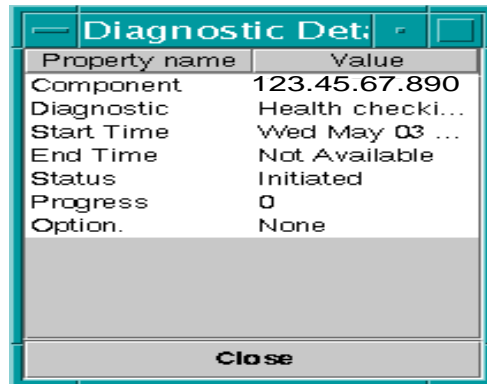 Diagnostic Deta
Property name Value
Component 123.45.67.890
Diagnostic Health checki...
Start Time Wed May 03 ...
End Time Not Available
Status Initiated
Progress 0
Option. None
Close